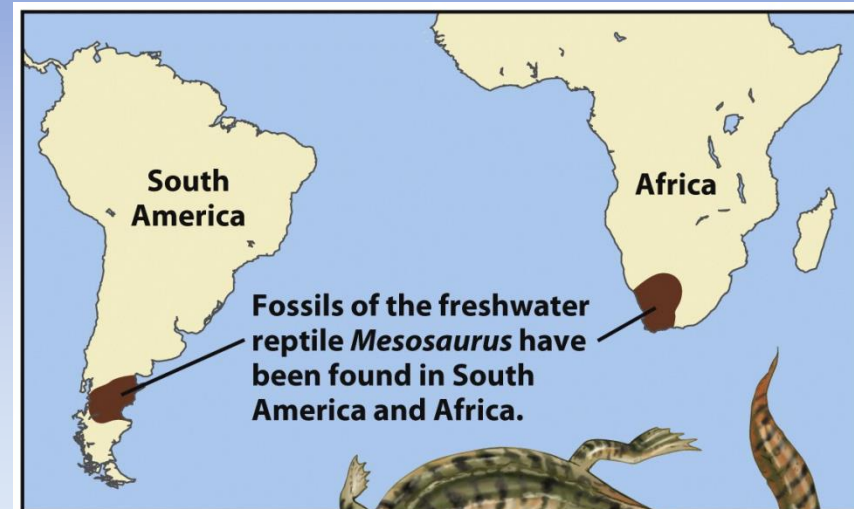 South
America
Africa
Fossils of the freshwater
reptile Mesosaurus have
been found in South
America and Africa.